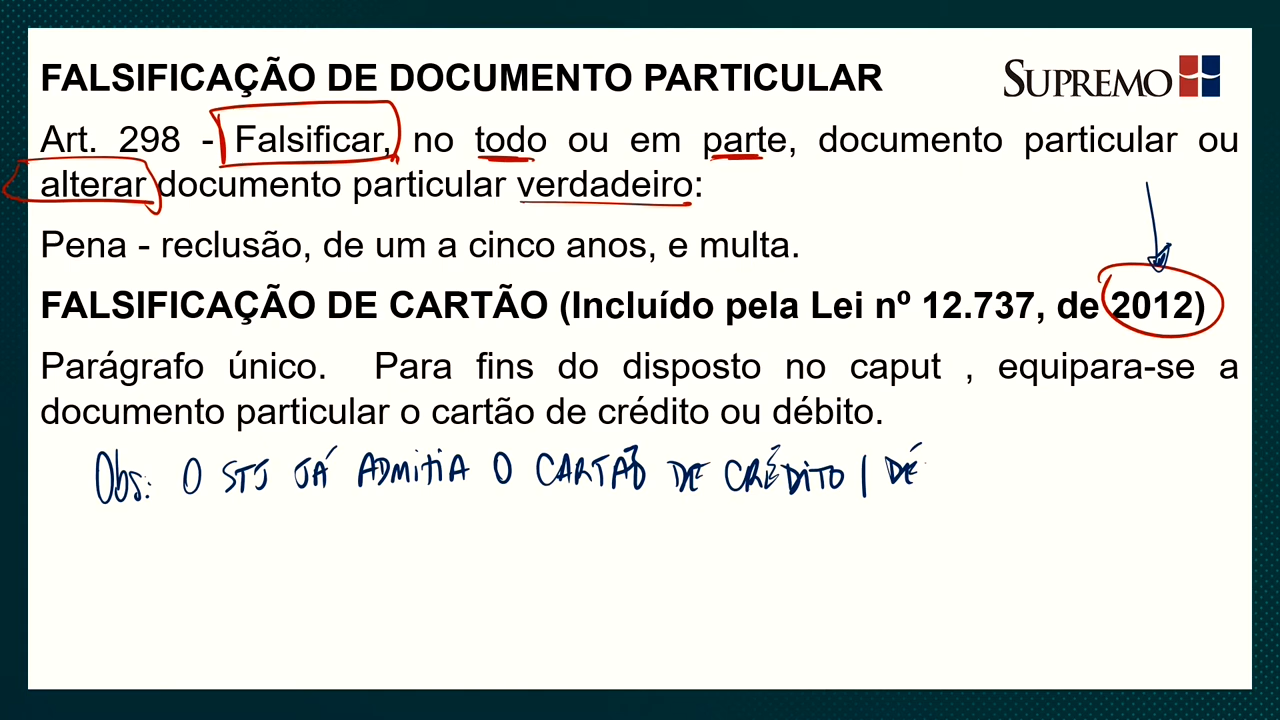 FALSIFICAÇÃO DE DOCUMENTO PARTICULAR
SUPREMO
Art. 298 - Falsificar, no todo ou em parte, documento particular ou
alterar documento particular verdadeiro:
Pena - reclusão, de um a cinco anos, e multa.
FALSIFICAÇÃO DE CARTÃO (Incluído pela Lei nº 12.737, de 2012)
Parágrafo único. Para fins do disposto no caput , equipara-se a
documento particular o cartão de crédito ou débito.
Obs: O STJ JÁ ADMITIA O CARTÃO DE CRÉDITO / DÉ